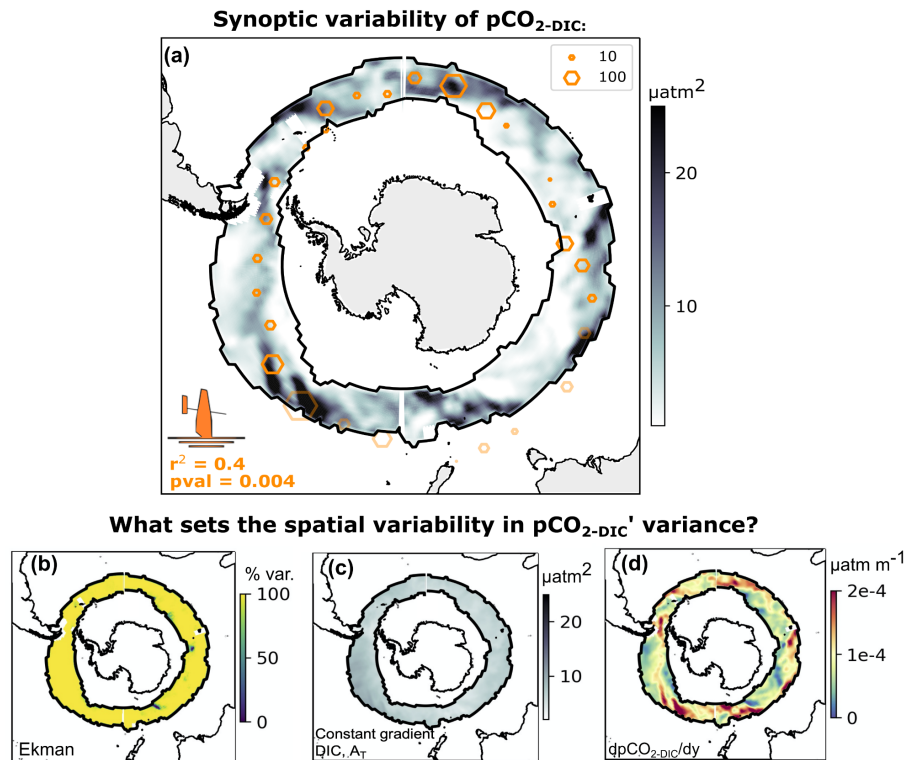 Synoptic variability of pCO2-DIC:
(a)
10
100
µatm2
20
10
r2 = 0.4
pval = 0.004
What sets the spatial variability in pCO2-DIC' variance?
(b)
% var.
100
50
0
Ekman
(c)
µatm2
20
10
Constant gradient
DIC, AT
(d)
µatm m-1
2e-4
1e-4
0
dpCO2-DIC/dy